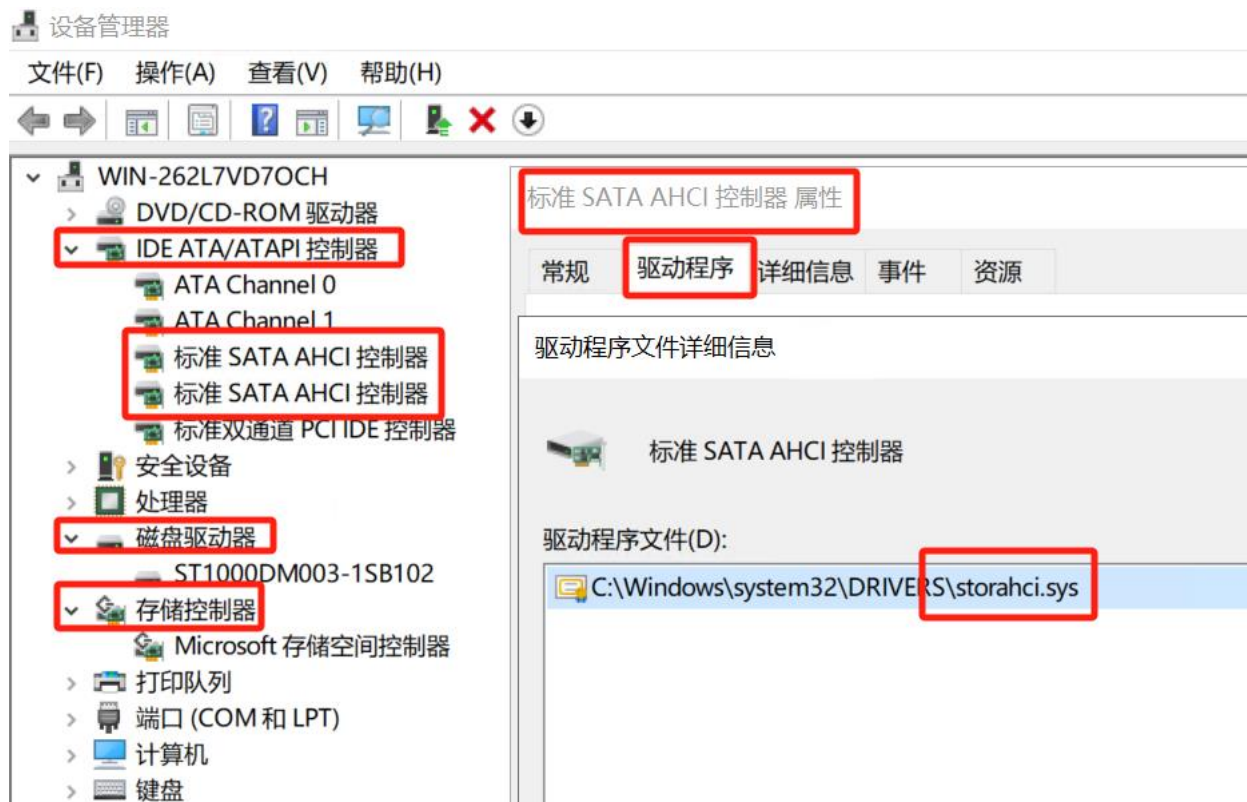 设备管理器
文件(F) 操作(A) 查看(V) 帮助(H)
WIN-262L7VD7OCH
DVD/CD-ROM 驱动器
IDE ATA/ATAPI 控制器
ATA Channel 0
ATA Channel 1
标准 SATA AHCI 控制器
标准 SATA AHCI 控制器
标准双通道 PCI IDE 控制器
安全设备
处理器
磁盘驱动器
ST1000DM003-1SB102
存储控制器
Microsoft 存储空间控制器
打印队列
端口 (COM 和 LPT)
计算机
键盘
标准 SATA AHCI 控制器 属性
常规 驱动程序 详细信息 事件 资源
驱动程序文件详细信息
标准 SATA AHCI 控制器
驱动程序文件(D):
C:\Windows\system32\DRIVERS\storahci.sys